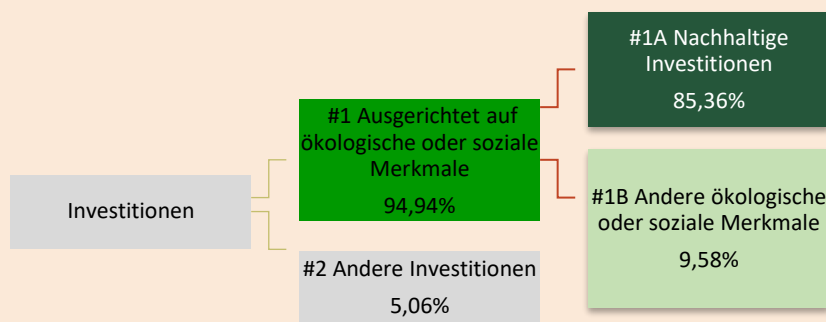 Investitionen
#1 Ausgerichtet auf
ökologische oder soziale
Merkmale
94,94%
#2 Andere Investitionen
5,06%
#1A Nachhaltige
Investitionen
85,36%
#1B Andere ökologische
oder soziale Merkmale
9,58%